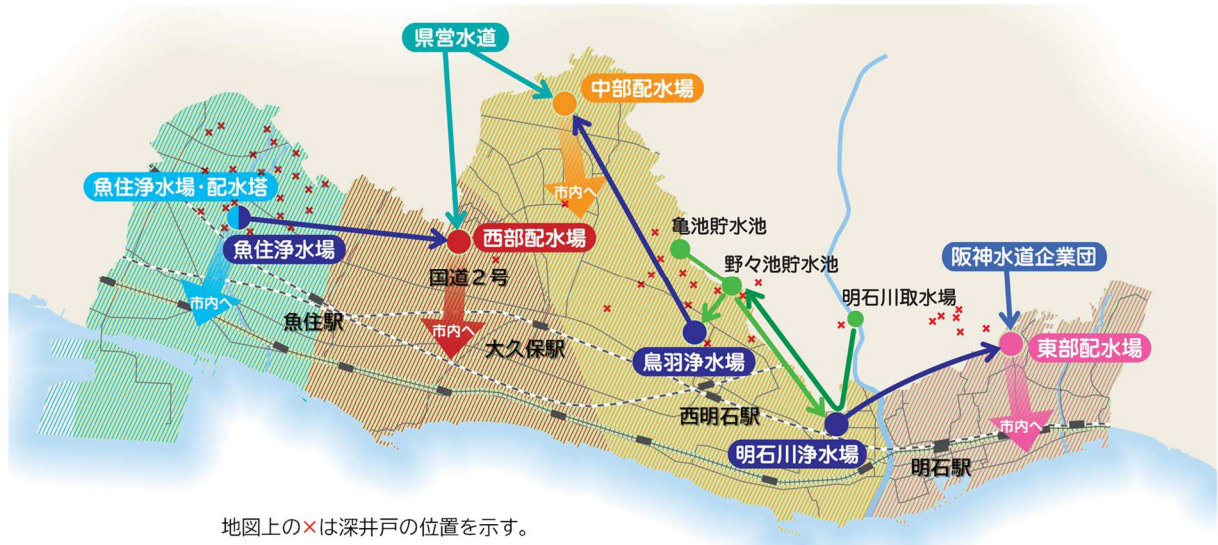 県営水道
中部配水場
市内へ
魚住浄水場・配水塔
魚住浄水場
西部配水場
亀池貯水池
野々池貯水池
阪神水道企業団
国道2号
明石川取水場
市内へ
魚住駅
市内へ
大久保駅
鳥羽浄水場
東部配水場
西明石駅
市内へ
明石川浄水場
明石駅
地図上の×は深井戸の位置を示す。